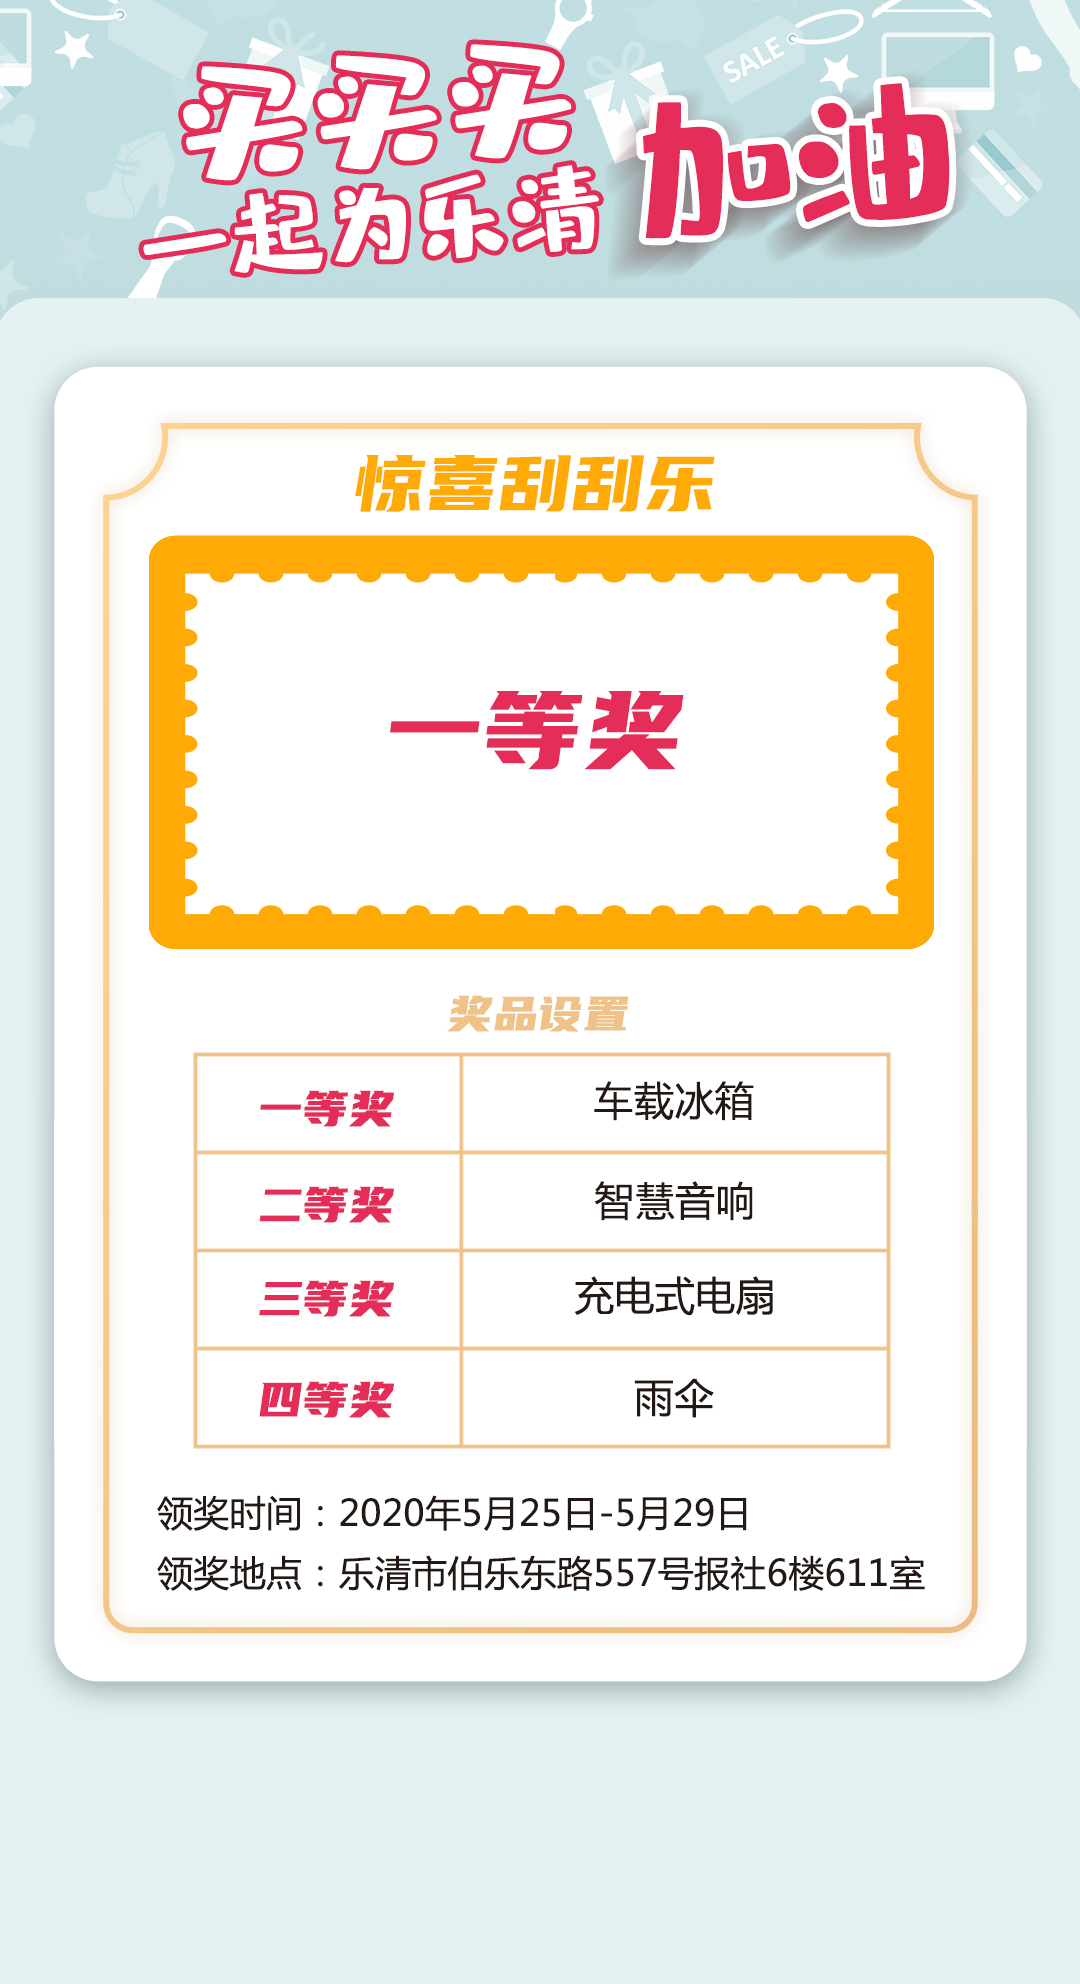 买买买
一起为乐清
加油
SALE
惊喜刮刮乐
一等奖
奖品设置
一等奖 车载冰箱
二等奖 智慧音响
三等奖 充电式电扇
四等奖 雨伞
领奖时间：2020年5月25日-5月29日
领奖地点：乐清市伯乐东路557号报社6楼611室